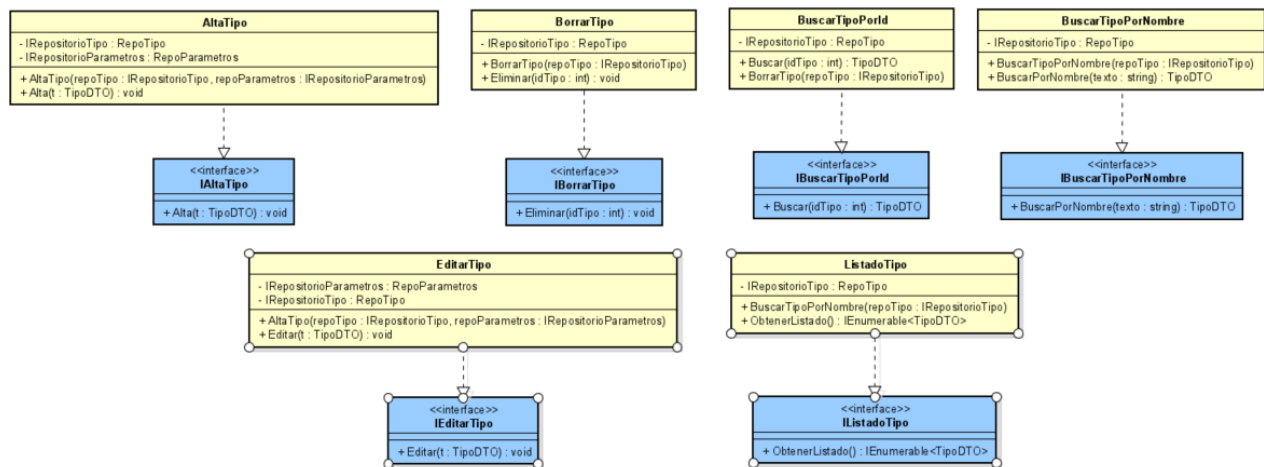 AltaTipo
- IRepositorioTipo : RepoTipo
- IRepositorioParametros : RepoParametros
+ AltaTipo(repoTipo : IRepositorioTipo, repoParametros : IRepositorioParametros)
+ Alta(t : TipoDTO) : void
<<interface>>
IAltaTipo
+ Alta(t : TipoDTO) : void
BorrarTipo
- IRepositorioTipo : RepoTipo
+ BorrarTipo(repoTipo : IRepositorioTipo)
+ Eliminar(idTipo : int) : void
<<interface>>
IBorrarTipo
+ Eliminar(idTipo : int) : void
BuscarTipoPorId
- IRepositorioTipo : RepoTipo
+ Buscar(idTipo : int) : TipoDTO
+ BorrarTipo(repoTipo : IRepositorioTipo)
<<interface>>
IBuscarTipoPorId
+ Buscar(idTipo : int) : TipoDTO
BuscarTipoPorNombre
- IRepositorioTipo : RepoTipo
+ BuscarTipoPorNombre(repoTipo : IRepositorioTipo)
+ BuscarPorNombre(texto : string) : TipoDTO
<<interface>>
IBuscarTipoPorNombre
+ BuscarPorNombre(texto : string) : TipoDTO
EditarTipo
- IRepositorioParametros : RepoParametros
- IRepositorioTipo : RepoTipo
+ AltaTipo(repoTipo : IRepositorioTipo, repoParametros : IRepositorioParametros)
+ Editar(t : TipoDTO) : void
<<interface>>
IEditarTipo
+ Editar(t : TipoDTO) : void
ListadoTipo
- IRepositorioTipo : RepoTipo
+ BuscarTipoPorNombre(repoTipo : IRepositorioTipo)
+ ObtenerListado() : IEnumerable<TipoDTO>
<<interface>>
IListadoTipo
+ ObtenerListado() : IEnumerable<TipoDTO>